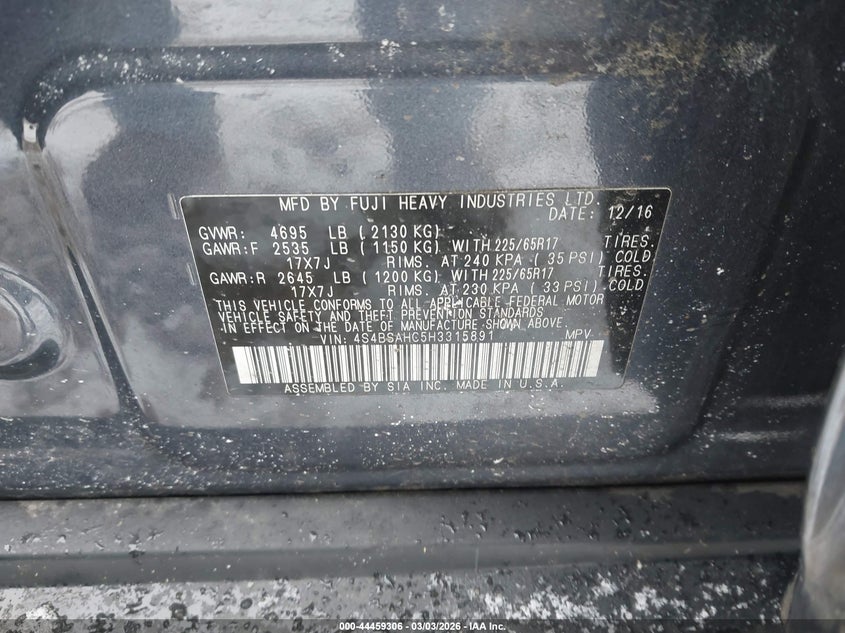 MFD BY FUJI HEAVY INDUSTRIES LTD.
DATE: 12/16
GVWR: 4695 LB (2130 KG)
GAWR:F 2535 LB (1150 KG) WITH 225/65R17 TIRES.
17X7J RIMS. AT 240 KPA (35 PSI) COLD
GAWR:R 2645 LB (1200 KG) WITH 225/65R17 TIRES.
17X7J RIMS. AT 230 KPA (33 PSI) COLD
THIS VEHICLE CONFORMS TO ALL APPLICABLE FEDERAL MOTOR
VEHICLE SAFETY AND THEFT PREVENTION STANDARDS
IN EFFECT ON THE DATE OF MANUFACTURE SHOWN ABOVE
VIN: 4S4BSAHC5H3315891 MPV
ASSEMBLED BY SIA INC. MADE IN U.S.A.
000-44459306 - 03/03/2026 - IAA Inc.